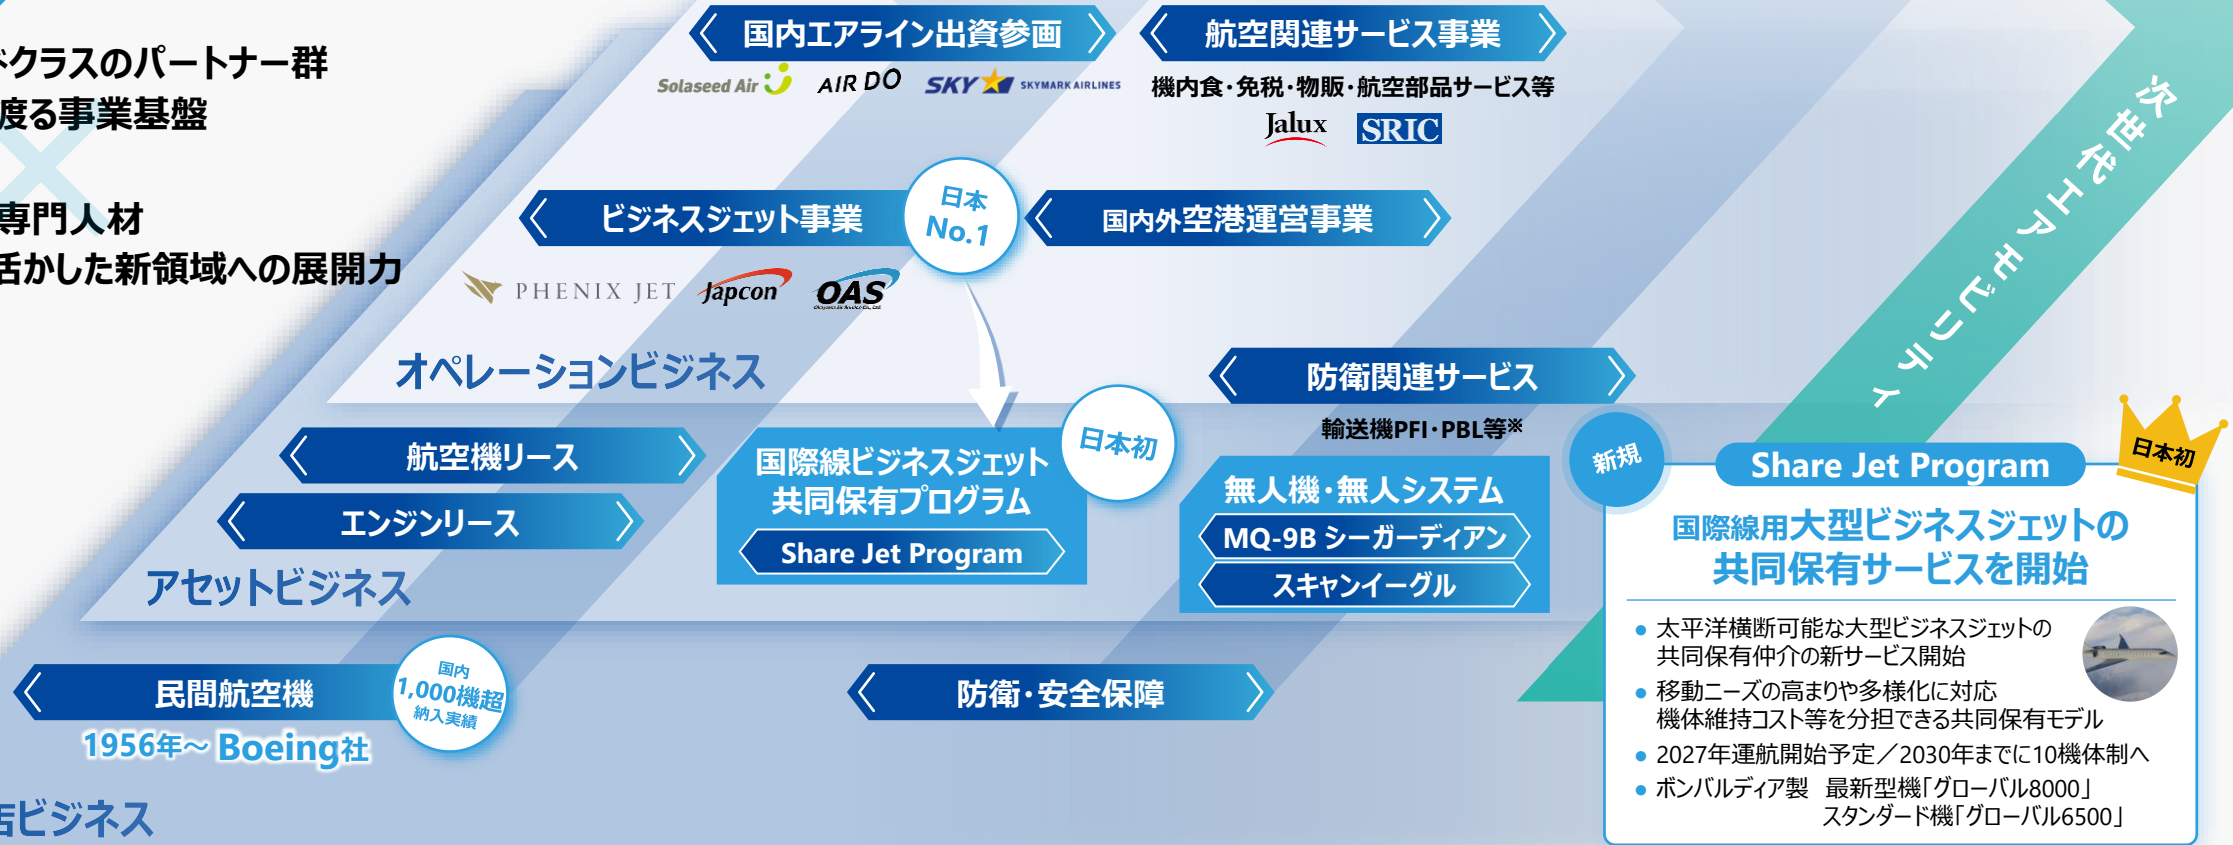 ドクラスのパートナー群
渡る事業基盤
専門人材
活かした新領域への展開力
国内エアライン出資参画
Solaseed Air
AIR DO
SKY SKYMARK AIRLINES
航空関連サービス事業
機内食・免税・物販・航空部品サービス等
Jalux
SRIC
ビジネスジェット事業
日本
No.1
国内外空港運営事業
PHENIX JET
Japcon
OAS
オペレーションビジネス
次世代エアモビリティ
航空機リース
エンジンリース
アセットビジネス
国際線ビジネスジェット
共同保有プログラム
Share Jet Program
日本初
防衛関連サービス
輸送機PFI・PBL等※
無人機・無人システム
MQ-9B シーガーディアン
スキャンイーグル
民間航空機
国内
1,000機超
納入実績
1956年～ Boeing社
防衛・安全保障
店ビジネス
新規
Share Jet Program
日本初
国際線用大型ビジネスジェットの
共同保有サービスを開始
● 太平洋横断可能な大型ビジネスジェットの
共同保有仲介の新サービス開始
● 移動ニーズの高まりや多様化に対応
機体維持コスト等を分担できる共同保有モデル
● 2027年運航開始予定／2030年までに10機体制へ
● ボンバルディア製 最新型機「グローバル8000」
スタンダード機「グローバル6500」